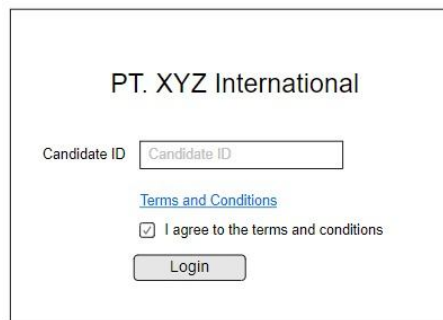 PT. XYZ International
Candidate ID Candidate ID
Terms and Conditions
I agree to the terms and conditions
Login